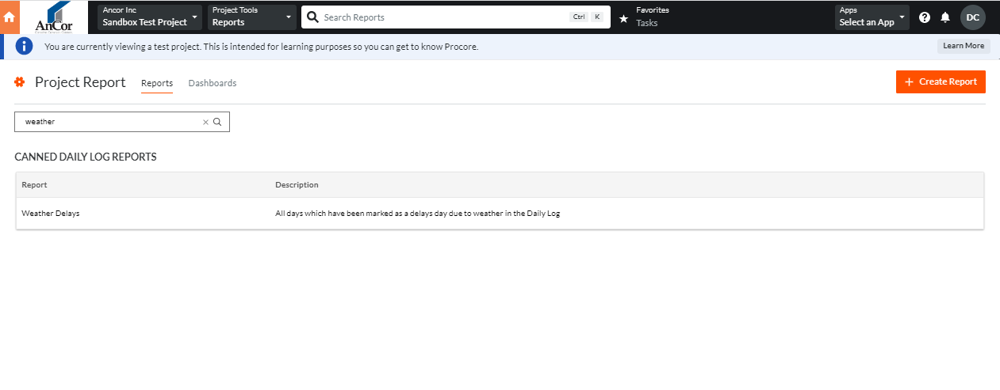 AnCor
Ancor Inc
Sandbox Test Project
Project Tools
Reports
Search Reports
Ctrl K
Favorites
Tasks
Apps
Select an App
DC
You are currently viewing a test project. This is intended for learning purposes so you can get to know Procore.
Learn More
Project Report
Reports
Dashboards
+ Create Report
weather
CANNED DAILY LOG REPORTS
Report Description
Weather Delays All days which have been marked as a delays day due to weather in the Daily Log